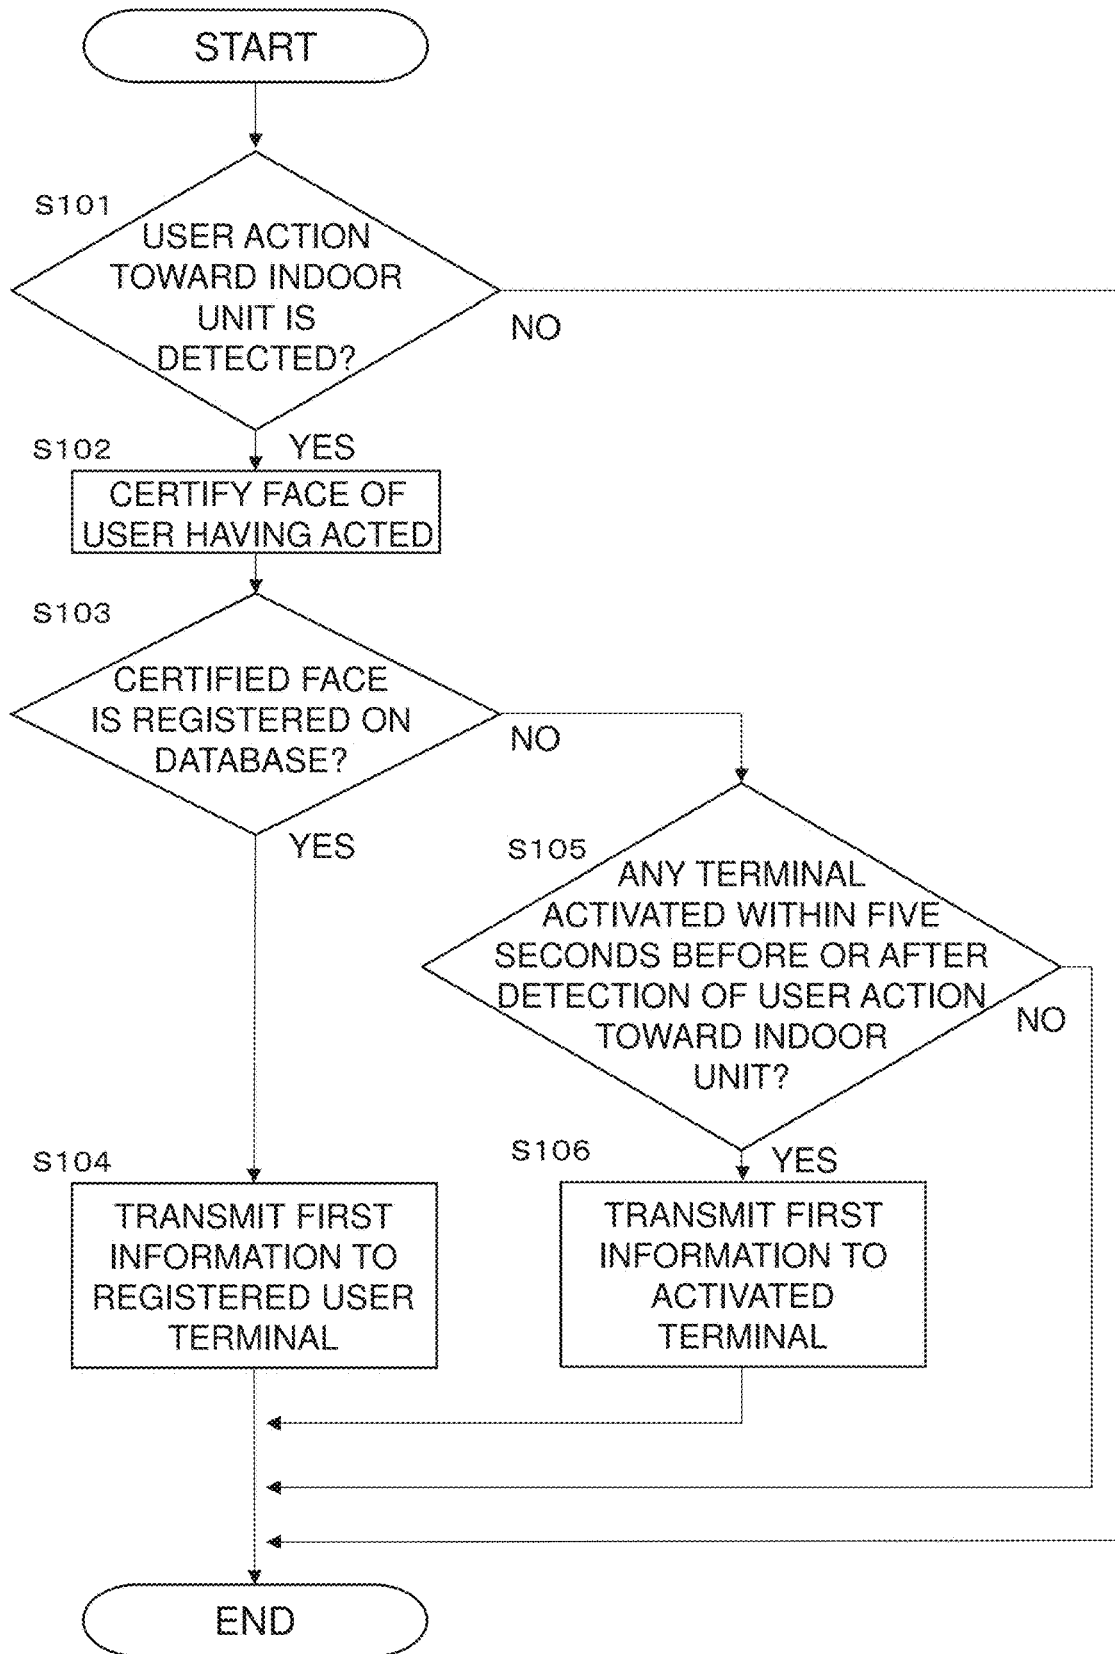 START
S101
USER ACTION
TOWARD INDOOR
UNIT IS
DETECTED?
NO
YES
S102
CERTIFY FACE OF
USER HAVING ACTED
S103
CERTIFIED FACE
IS REGISTERED ON
DATABASE?
NO
YES
S105
ANY TERMINAL
ACTIVATED WITHIN FIVE
SECONDS BEFORE OR AFTER
DETECTION OF USER ACTION
TOWARD INDOOR
UNIT?
NO
YES
S104
TRANSMIT FIRST
INFORMATION TO
REGISTERED USER
TERMINAL
S106
TRANSMIT FIRST
INFORMATION TO
ACTIVATED
TERMINAL
END